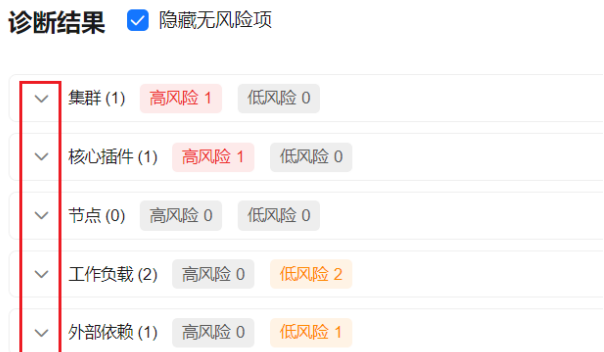 诊断结果 隐藏无风险项
集群 (1) 高风险 1 低风险 0
核心插件 (1) 高风险 1 低风险 0
节点 (0) 高风险 0 低风险 0
工作负载 (2) 高风险 0 低风险 2
外部依赖 (1) 高风险 0 低风险 1